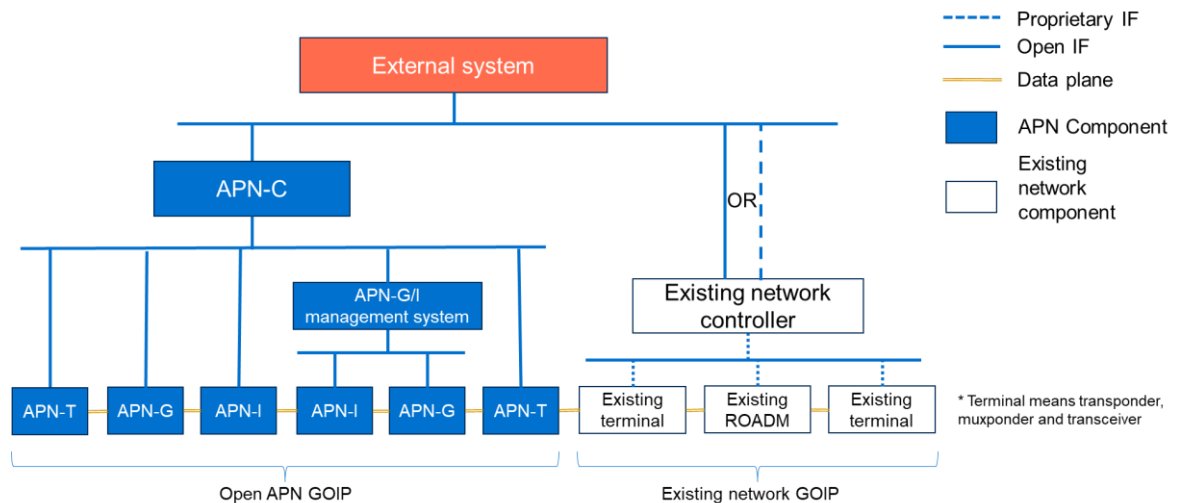 Proprietary IF
Open IF
Data plane
APN Component
Existing
network
component
External system
APN-C
OR
APN-G/I
management system
Existing network
controller
APN-T
APN-G
APN-I
APN-I
APN-G
APN-T
Existing
terminal
Existing
ROADM
Existing
terminal
* Terminal means transponder,
muxponder and transceiver
Open APN GOIP
Existing network GOIP